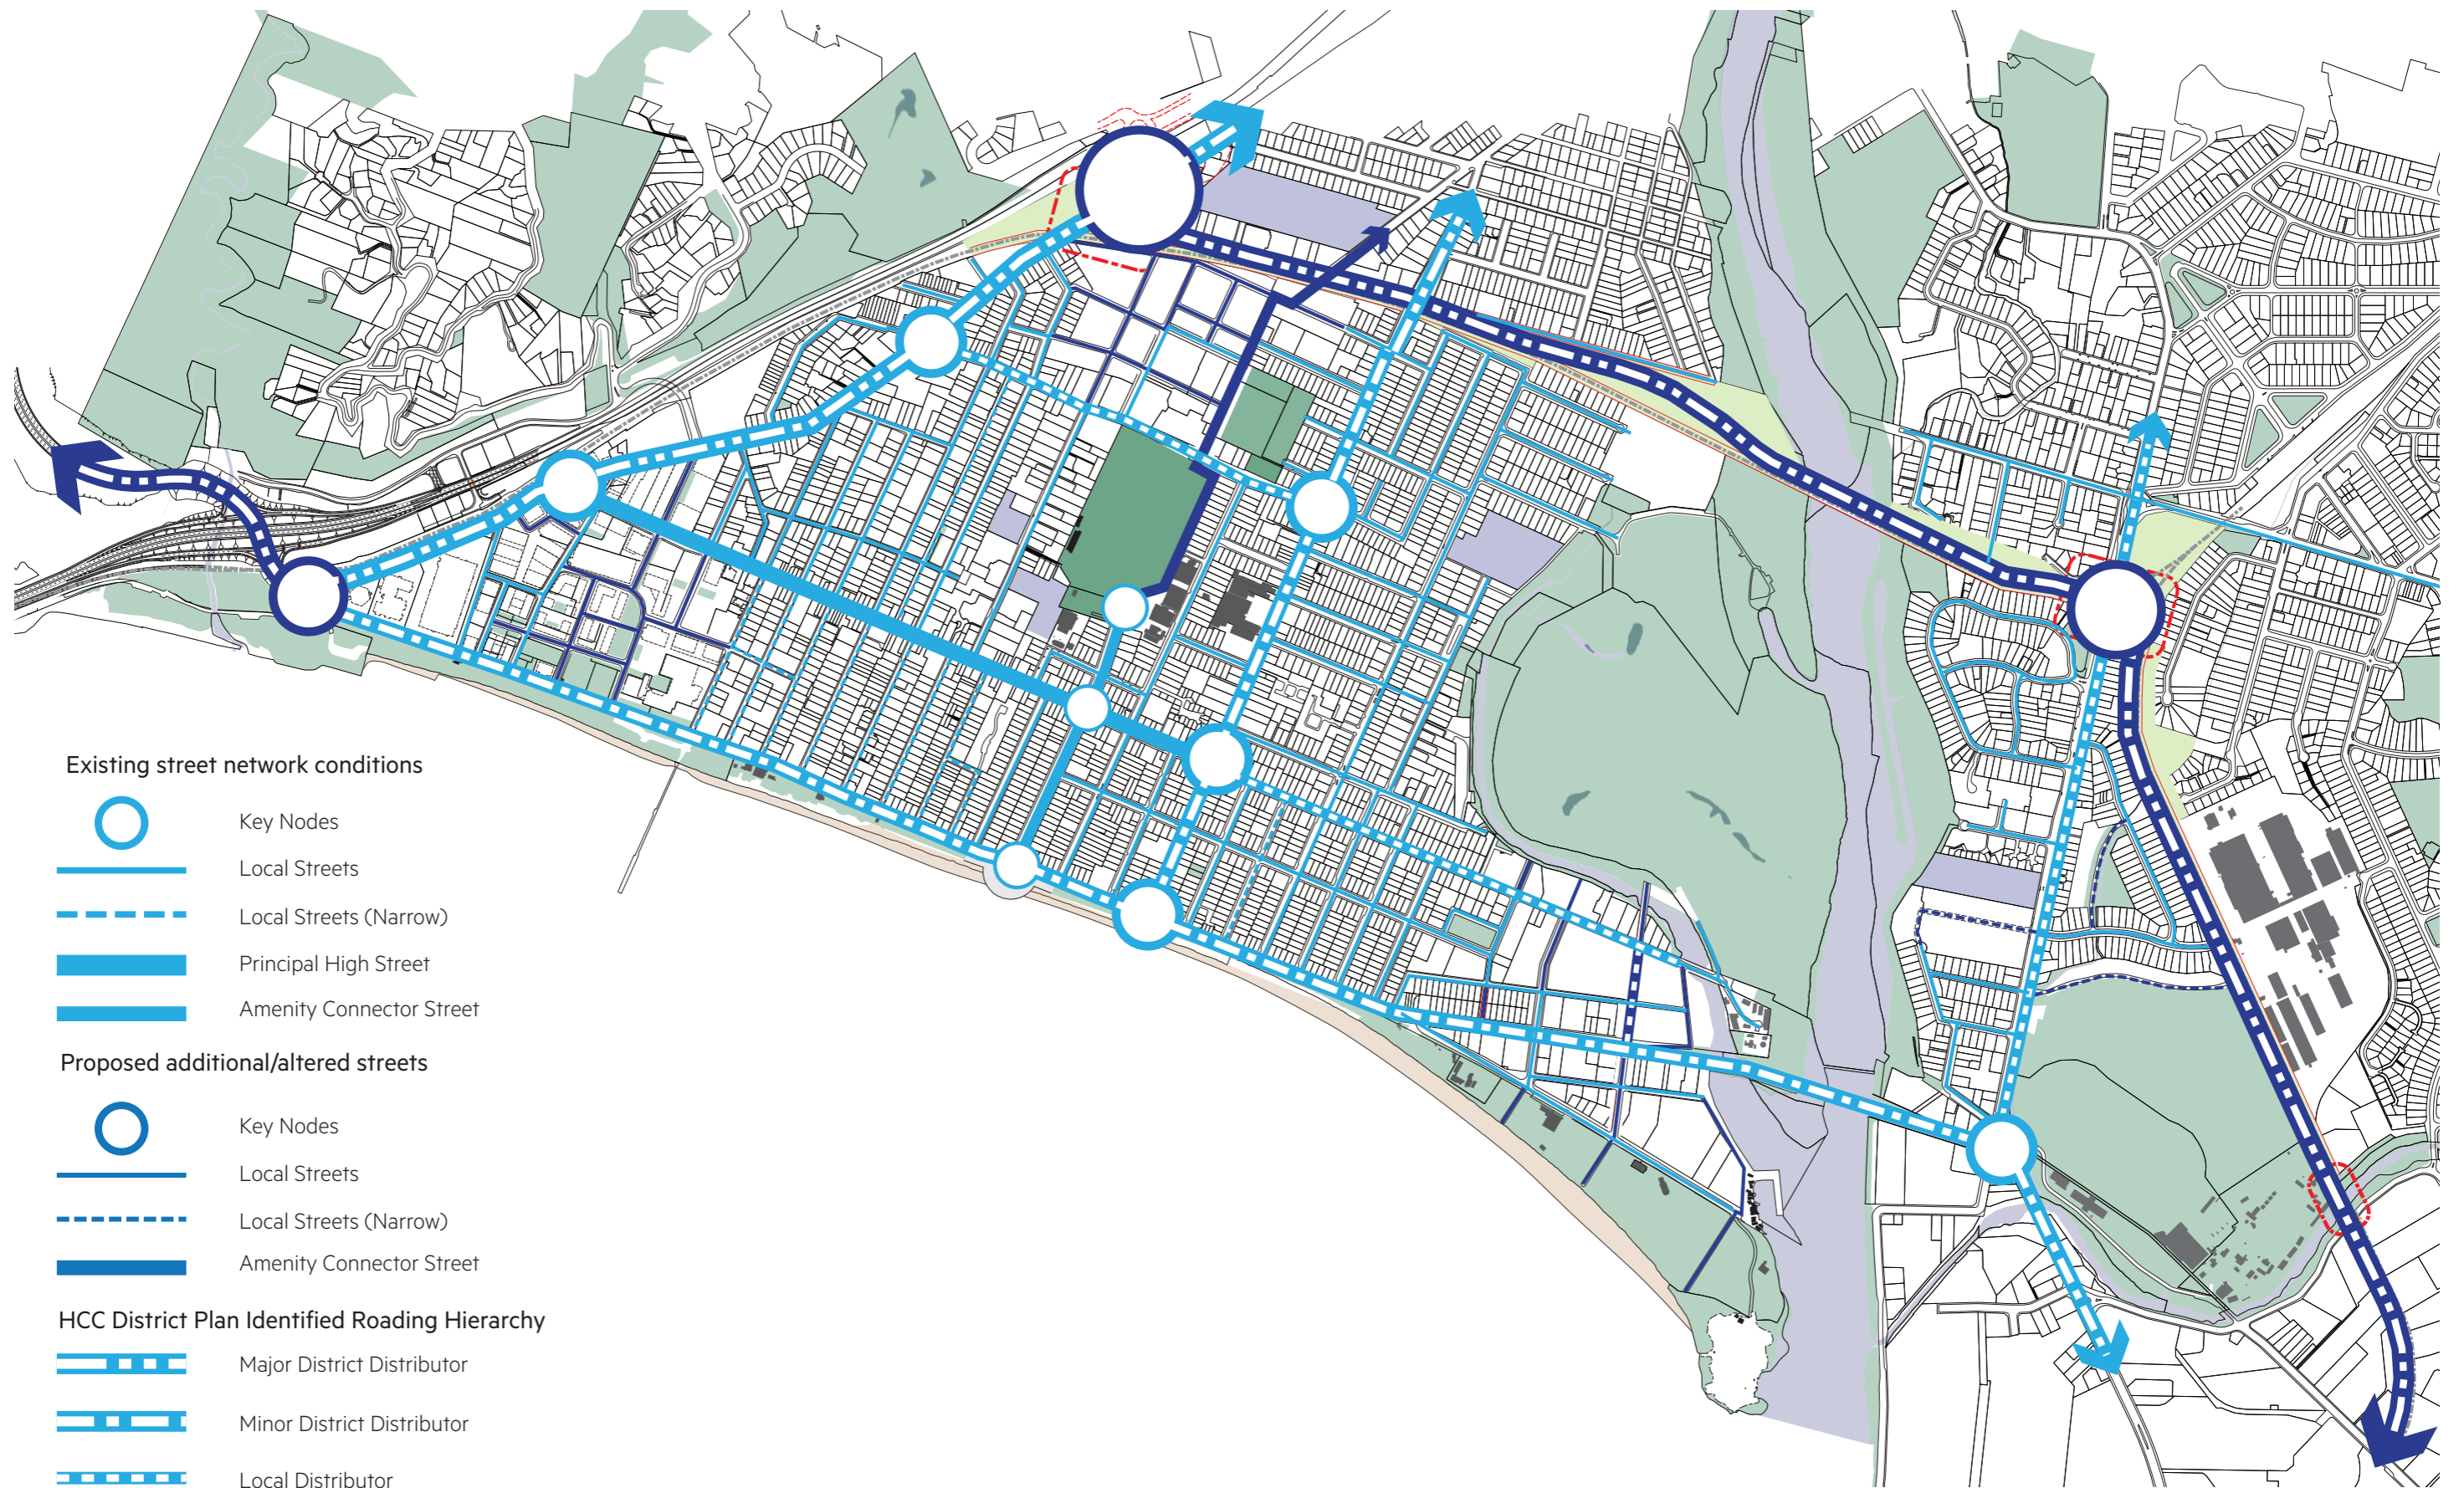 Existing street network conditions
Key Nodes
Local Streets
Local Streets (Narrow)
Principal High Street
Amenity Connector Street
Proposed additional/altered streets
Key Nodes
Local Streets
Local Streets (Narrow)
Amenity Connector Street
HCC District Plan Identified Roading Hierarchy
Major District Distributor
Minor District Distributor
Local Distributor